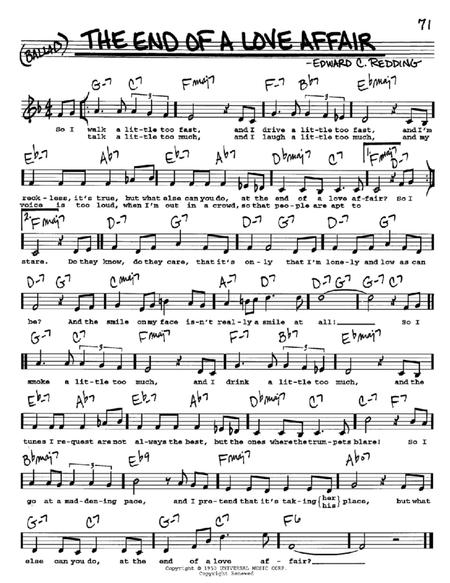 71
(BALLAD) THE END OF A LOVE AFFAIR
-EDWARD C. REDDING
G-7 C7 Fmaj7 F-7 Bb7 Ebmaj7
So I walk a lit-tle too fast, and I drive a lit-tle too fast, and I'm
talk a lit-tle too much, and I laugh a lit-tle too much, and my
Eb-7 Ab7 Eb-7 Ab7 Dbmaj7 C7 1. Fmaj7 D-7
reck-less, it's true, but what else can you do, at the end of a love af-fair? So I
voice is too loud, when I'm out in a crowd, so that peo-ple are apt to
2. Fmaj7 D-7 G7 D-7 G7
stare. Do they know, do they care, that it's on-ly that I'm lone-ly and low as can
D-7 G-7 Cmaj7 A-7 D7 A-7 D7 G-7 C7
be? And the smile on my face is-n't real-ly a smile at all! So I
G-7 C7 Fmaj7 F-7 Bb7 Ebmaj7
smoke a lit-tle too much, and I drink a lit-tle too much, and the
Eb-7 Ab7 Eb-7 Ab7 Dbmaj7 C7 C-7 F7
tunes I re-quest are not al-ways the best, but the ones where the trum-pets blare! So I
Bbmaj7 Eb9 Fmaj7 Abo7
go at a mad-den-ing pace, and I pre-tend that it's tak-ing (her his) place, but what
G-7 C7 G-7 C7 F6
else can you do, at the end of a love af-fair?
Copyright © 1950 UNIVERSAL MUSIC CORP.
Copyright Renewed